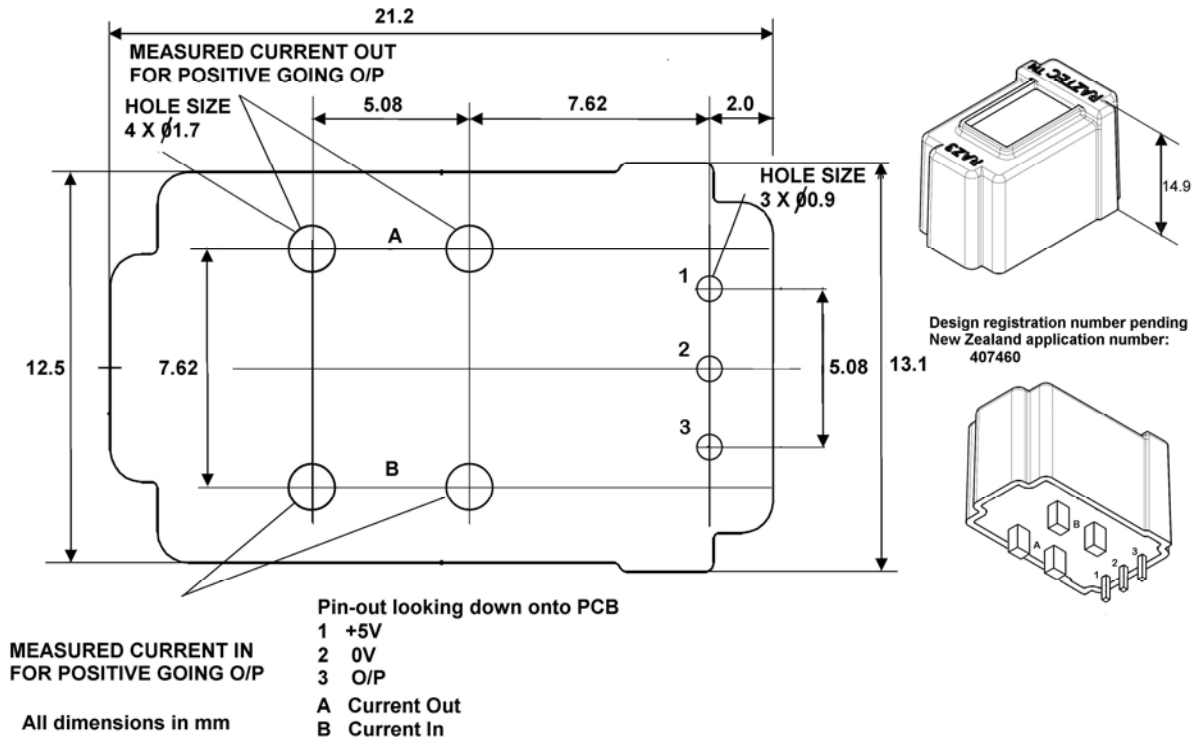 21.2
MEASURED CURRENT OUT
FOR POSITIVE GOING O/P
HOLE SIZE
4 X Ø1.7
5.08
7.62
2.0
HOLE SIZE
3 X Ø0.9
RAZTEC TM
RAZ3
14.9
A
1
2
3
12.5
7.62
5.08
13.1
B
Design registration number pending
New Zealand application number:
407460
B
A
3
2
1
Pin-out looking down onto PCB
1 +5V
2 0V
3 O/P
A Current Out
B Current In
MEASURED CURRENT IN
FOR POSITIVE GOING O/P
All dimensions in mm